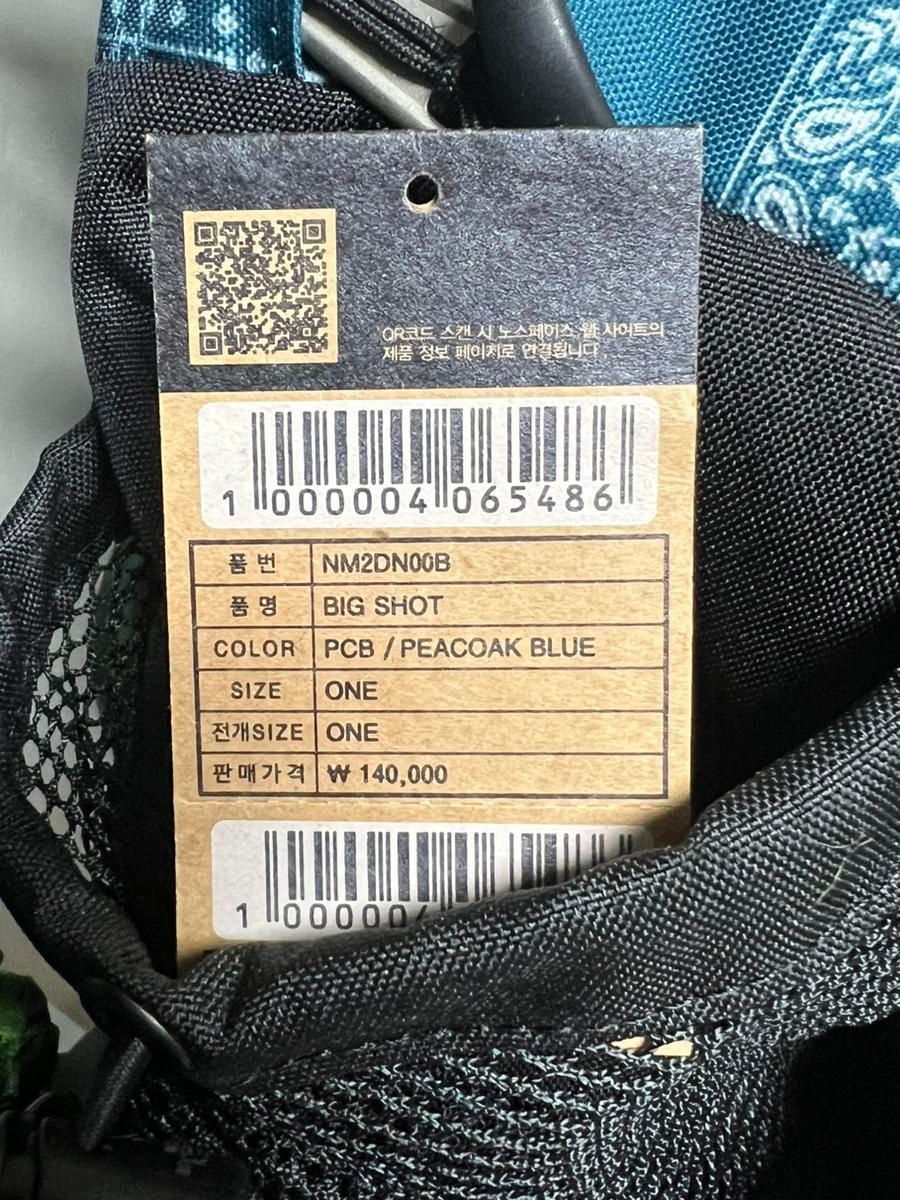 QR코드 스캔 시 노스페이스 웹 사이트의
제품 정보 페이지로 연결됩니다
1 000004 065486
품번 NM2DN00B
품명 BIG SHOT
COLOR PCB / PEACOAK BLUE
SIZE ONE
전개SIZE ONE
판매가격 ₩ 140,000
1 000004